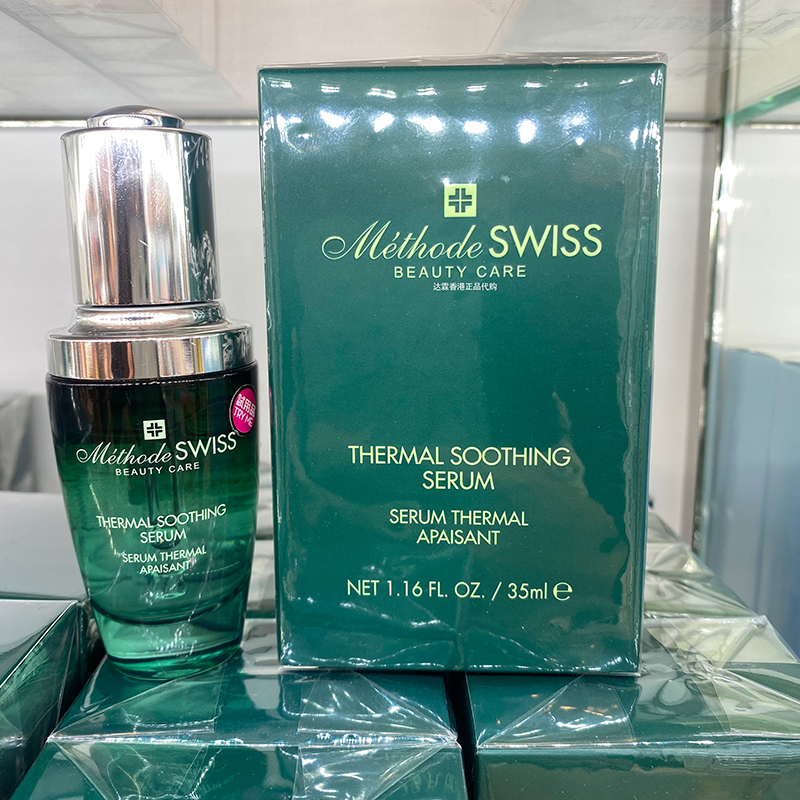 Méthode SWISS
BEAUTY CARE
THERMAL SOOTHING
SERUM
SERUM THERMAL
APAISANT
試用品
TRY ME
Méthode SWISS
BEAUTY CARE
达霖香港正品代购
THERMAL SOOTHING
SERUM
SERUM THERMAL
APAISANT
NET 1.16 FL. OZ. / 35ml ℮